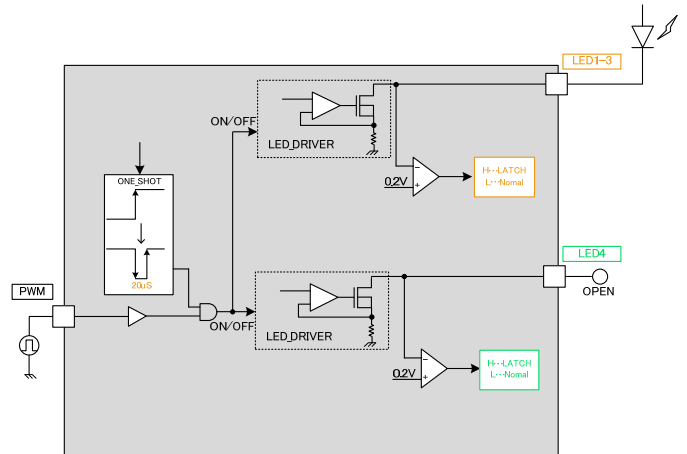 LED1-3
ON/OFF
LED_DRIVER
ONE_SHOT
0.2V
H···LATCH
L···Nomal
LED4
20uS
PWM
OPEN
ON/OFF
LED_DRIVER
0.2V
H···LATCH
L···Nomal